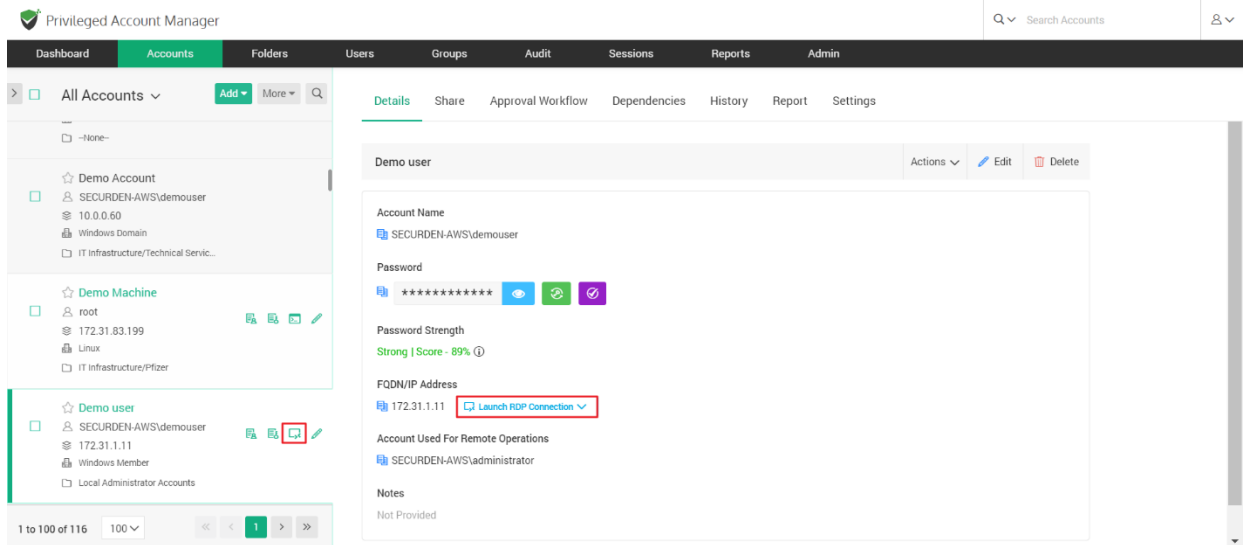 Privileged Account Manager
Search Accounts
Dashboard Accounts Folders Users Groups Audit Sessions Reports Admin
All Accounts Add More
--None--
Demo Account
SECURDEN-AWS\demouser
10.0.0.60
Windows Domain
IT Infrastructure/Technical Servic...
Demo Machine
root
172.31.83.199
Linux
IT Infrastructure/Pfizer
Demo user
SECURDEN-AWS\demouser
172.31.1.11
Windows Member
Local Administrator Accounts
1 to 100 of 116 100 << < 1 > >>
Details Share Approval Workflow Dependencies History Report Settings
Demo user Actions Edit Delete
Account Name
SECURDEN-AWS\demouser
Password
************
Password Strength
Strong | Score - 89%
FQDN/IP Address
172.31.1.11 Launch RDP Connection
Account Used For Remote Operations
SECURDEN-AWS\administrator
Notes
Not Provided